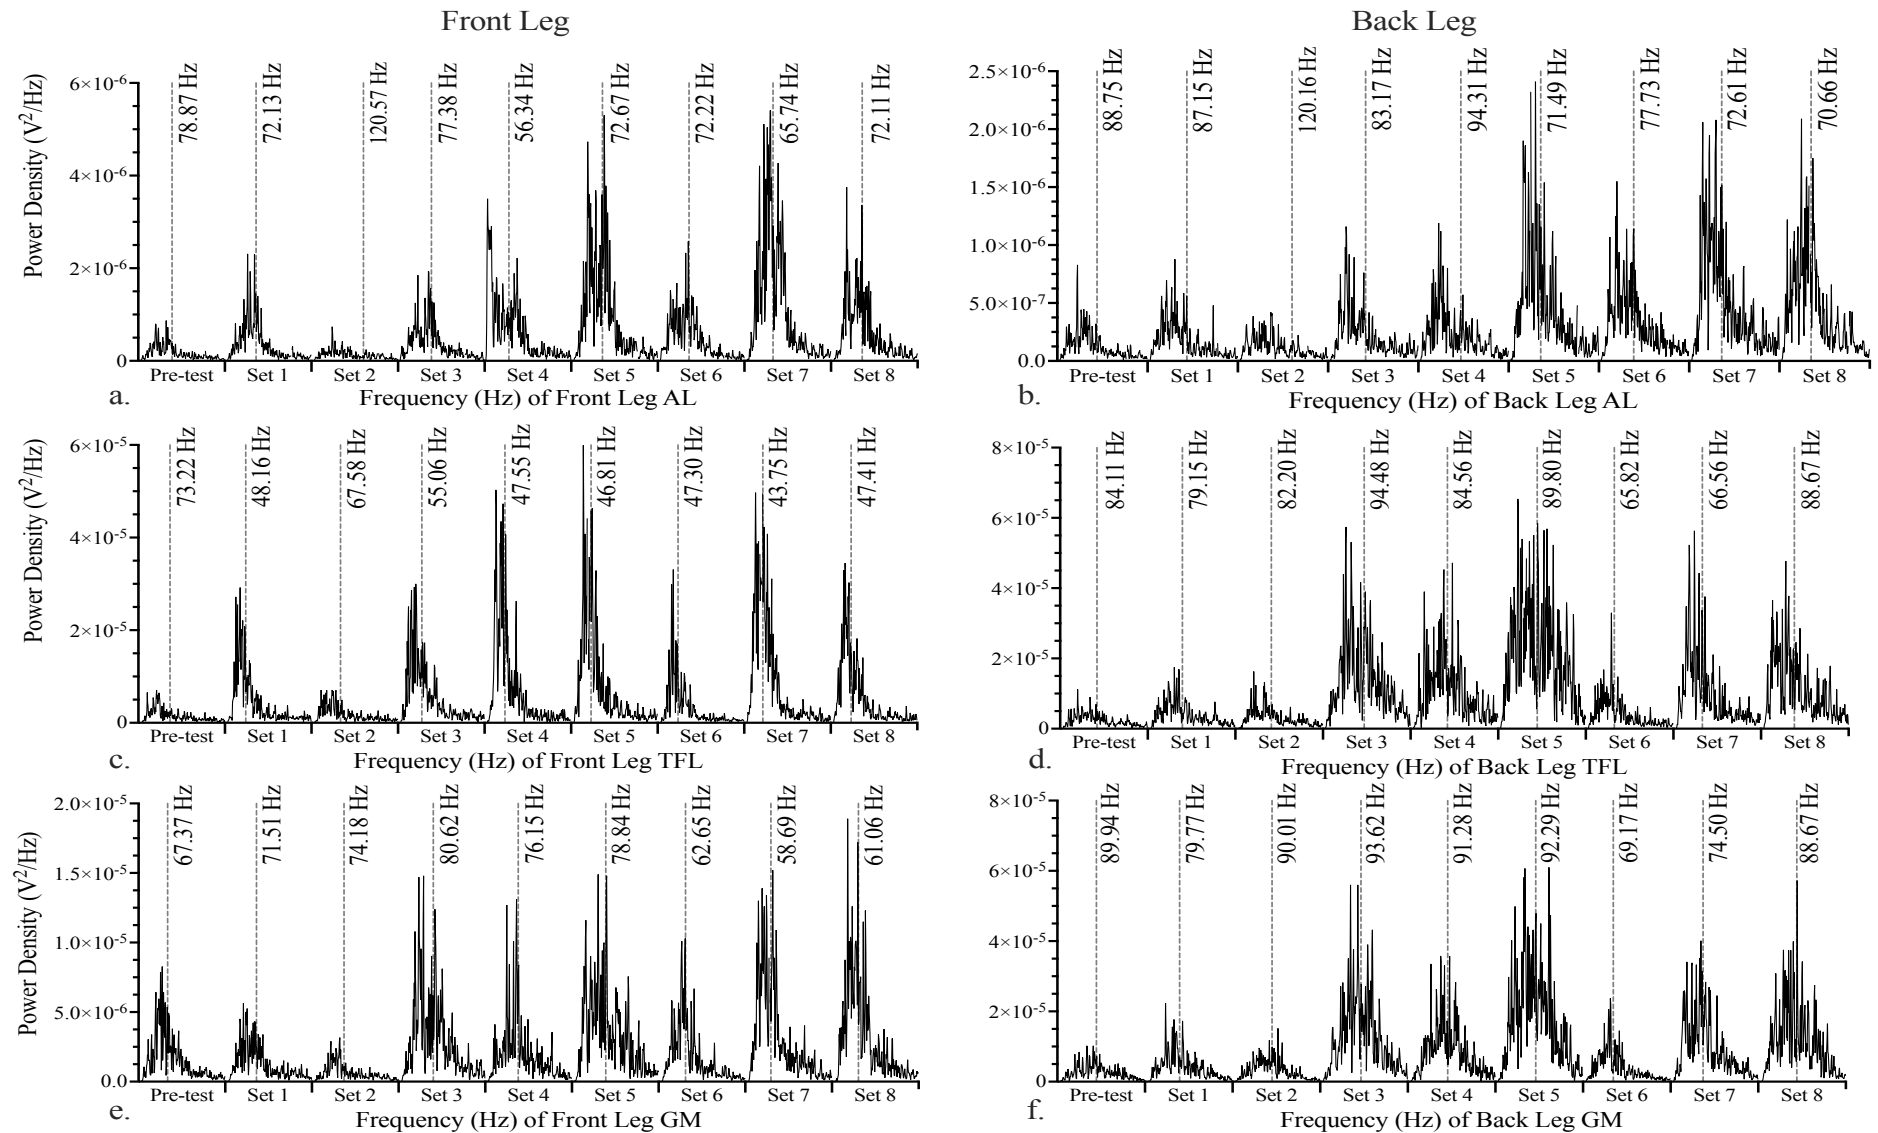 Front Leg
Back Leg
Power Density (V²/Hz)
6×10⁻⁶
4×10⁻⁶
2×10⁻⁶
0
78.87 Hz
72.13 Hz
120.57 Hz
77.38 Hz
56.34 Hz
72.67 Hz
72.22 Hz
65.74 Hz
72.11 Hz
Pre-test Set 1 Set 2 Set 3 Set 4 Set 5 Set 6 Set 7 Set 8
a.
Frequency (Hz) of Front Leg AL
2.5×10⁻⁶
2.0×10⁻⁶
1.5×10⁻⁶
1.0×10⁻⁶
5.0×10⁻⁷
0.0
88.75 Hz
87.15 Hz
120.16 Hz
83.17 Hz
94.31 Hz
71.49 Hz
77.73 Hz
72.61 Hz
70.66 Hz
Pre-test Set 1 Set 2 Set 3 Set 4 Set 5 Set 6 Set 7 Set 8
b.
Frequency (Hz) of Back Leg AL
Power Density (V²/Hz)
6×10⁻⁵
4×10⁻⁵
2×10⁻⁵
0
73.22 Hz
48.16 Hz
67.58 Hz
55.06 Hz
47.55 Hz
46.81 Hz
47.30 Hz
43.75 Hz
47.41 Hz
Pre-test Set 1 Set 2 Set 3 Set 4 Set 5 Set 6 Set 7 Set 8
c.
Frequency (Hz) of Front Leg TFL
8×10⁻⁵
6×10⁻⁵
4×10⁻⁵
2×10⁻⁵
0
84.11 Hz
79.15 Hz
82.20 Hz
94.48 Hz
84.56 Hz
89.80 Hz
65.82 Hz
66.56 Hz
88.67 Hz
Pre-test Set 1 Set 2 Set 3 Set 4 Set 5 Set 6 Set 7 Set 8
d.
Frequency (Hz) of Back Leg TFL
Power Density (V²/Hz)
2.0×10⁻⁵
1.5×10⁻⁵
1.0×10⁻⁵
5.0×10⁻⁶
0.0
67.37 Hz
71.51 Hz
74.18 Hz
80.62 Hz
76.15 Hz
78.84 Hz
62.65 Hz
58.69 Hz
61.06 Hz
Pre-test Set 1 Set 2 Set 3 Set 4 Set 5 Set 6 Set 7 Set 8
e.
Frequency (Hz) of Front Leg GM
8×10⁻⁵
6×10⁻⁵
4×10⁻⁵
2×10⁻⁵
0
89.94 Hz
79.77 Hz
90.01 Hz
93.62 Hz
91.28 Hz
92.29 Hz
69.17 Hz
74.50 Hz
88.67 Hz
Pre-test Set 1 Set 2 Set 3 Set 4 Set 5 Set 6 Set 7 Set 8
f.
Frequency (Hz) of Back Leg GM